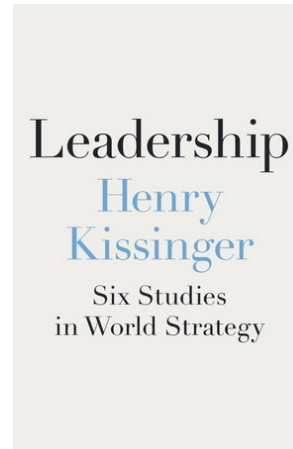 Leadership
Henry
Kissinger
Six Studies
in World Strategy